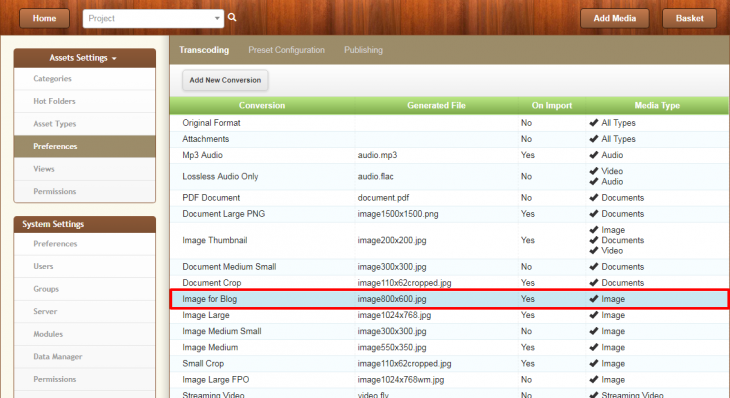 Home
Project
Add Media
Basket
Assets Settings
Categories
Hot Folders
Asset Types
Preferences
Views
Permissions
System Settings
Preferences
Users
Groups
Server
Modules
Data Manager
Permissions
Transcoding Preset Configuration Publishing
Add New Conversion
Conversion Generated File On Import Media Type
Original Format No All Types
Attachments No All Types
Mp3 Audio audio.mp3 Yes Audio
Lossless Audio Only audio.flac No Video
Audio
PDF Document document.pdf No Documents
Document Large PNG image1500x1500.png Yes Documents
Image Thumbnail image200x200.jpg Yes Image
Documents
Video
Document Medium Small image300x300.jpg No Documents
Document Crop image110x62cropped.jpg Yes Documents
Image for Blog image800x600.jpg Yes Image
Image Large image1024x768.jpg Yes Image
Image Medium Small image300x300.jpg No Image
Image Medium image550x350.jpg Yes Image
Small Crop image110x62cropped.jpg Yes Image
Image Large FPO image1024x768wm.jpg No Image
Streaming Video video.flv No Streaming Video